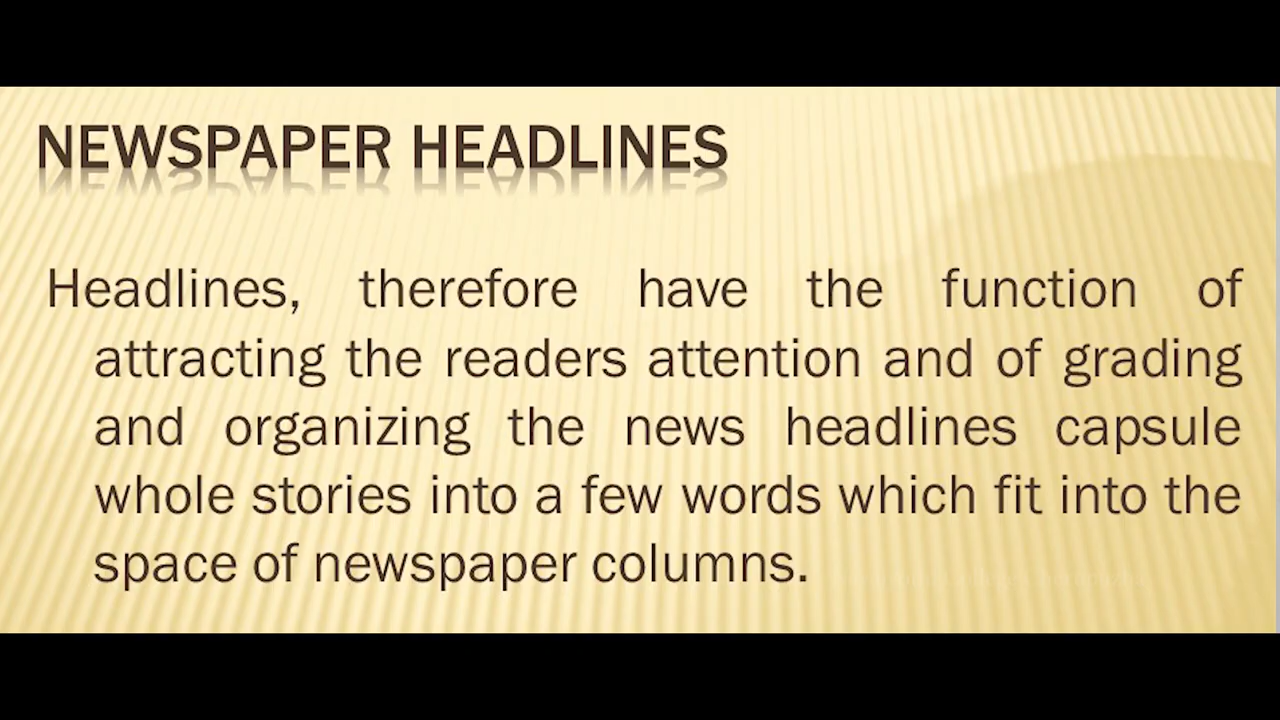 NEWSPAPER HEADLINES
Headlines, therefore have the function of
attracting the readers attention and of grading
and organizing the news headlines capsule
whole stories into a few words which fit into the
space of newspaper columns.